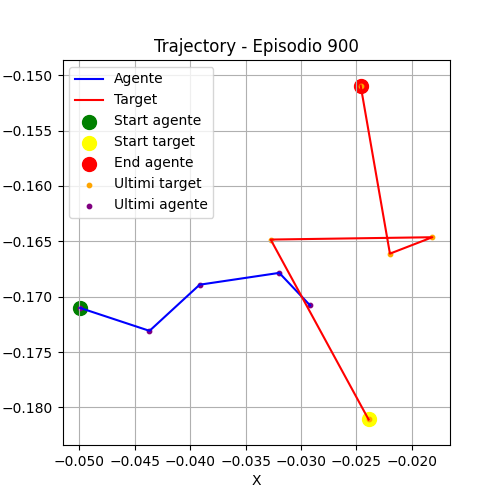 Trajectory - Episodio 900
Agente
Target
Start agente
Start target
End agente
Ultimi target
Ultimi agente
−0.150
−0.155
−0.160
−0.165
−0.170
−0.175
−0.180
−0.050 −0.045 −0.040 −0.035 −0.030 −0.025 −0.020
X